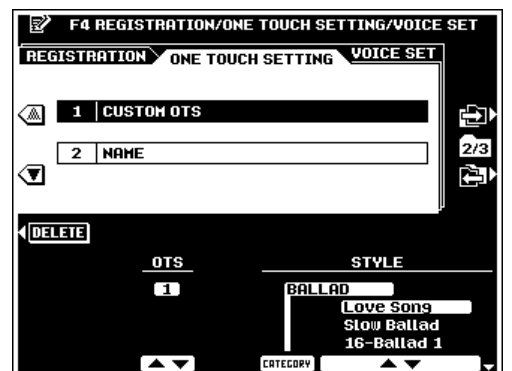 F4 REGISTRATION/ONE TOUCH SETTING/VOICE SET
REGISTRATION ONE TOUCH SETTING VOICE SET
1 CUSTOM OTS
2/3
2 NAME
DELETE
OTS STYLE
1 BALLAD
Love Song
Slow Ballad
16-Ballad 1
CATEGORY